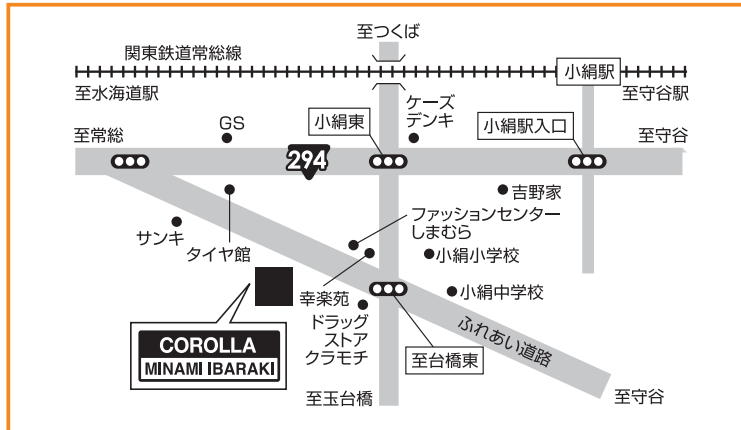 至つくば
関東鉄道常総線
小絹駅
至水海道駅
至守谷駅
ケーズ
デンキ
GS
小絹東
小絹駅入口
至常総
至守谷
294
吉野家
ファッションセンター
しまむら
サンキ
タイヤ館
小絹小学校
幸楽苑
小絹中学校
ドラッグ
ストア
クラモチ
COROLLA
MINAMI IBARAKI
至台橋東
ふれあい道路
至玉台橋
至守谷